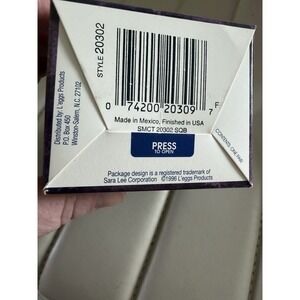 STYLE 20302
0 74200 20309 7
F
Made in Mexico, Finished in USA
SMCT 20302 SQB
Distributed by: L'eggs Products
P.O. Box 450
Winston-Salem, N.C. 27102
PRESS
TO OPEN
Package design is a registered trademark of
Sara Lee Corporation ©1996 L'eggs Products